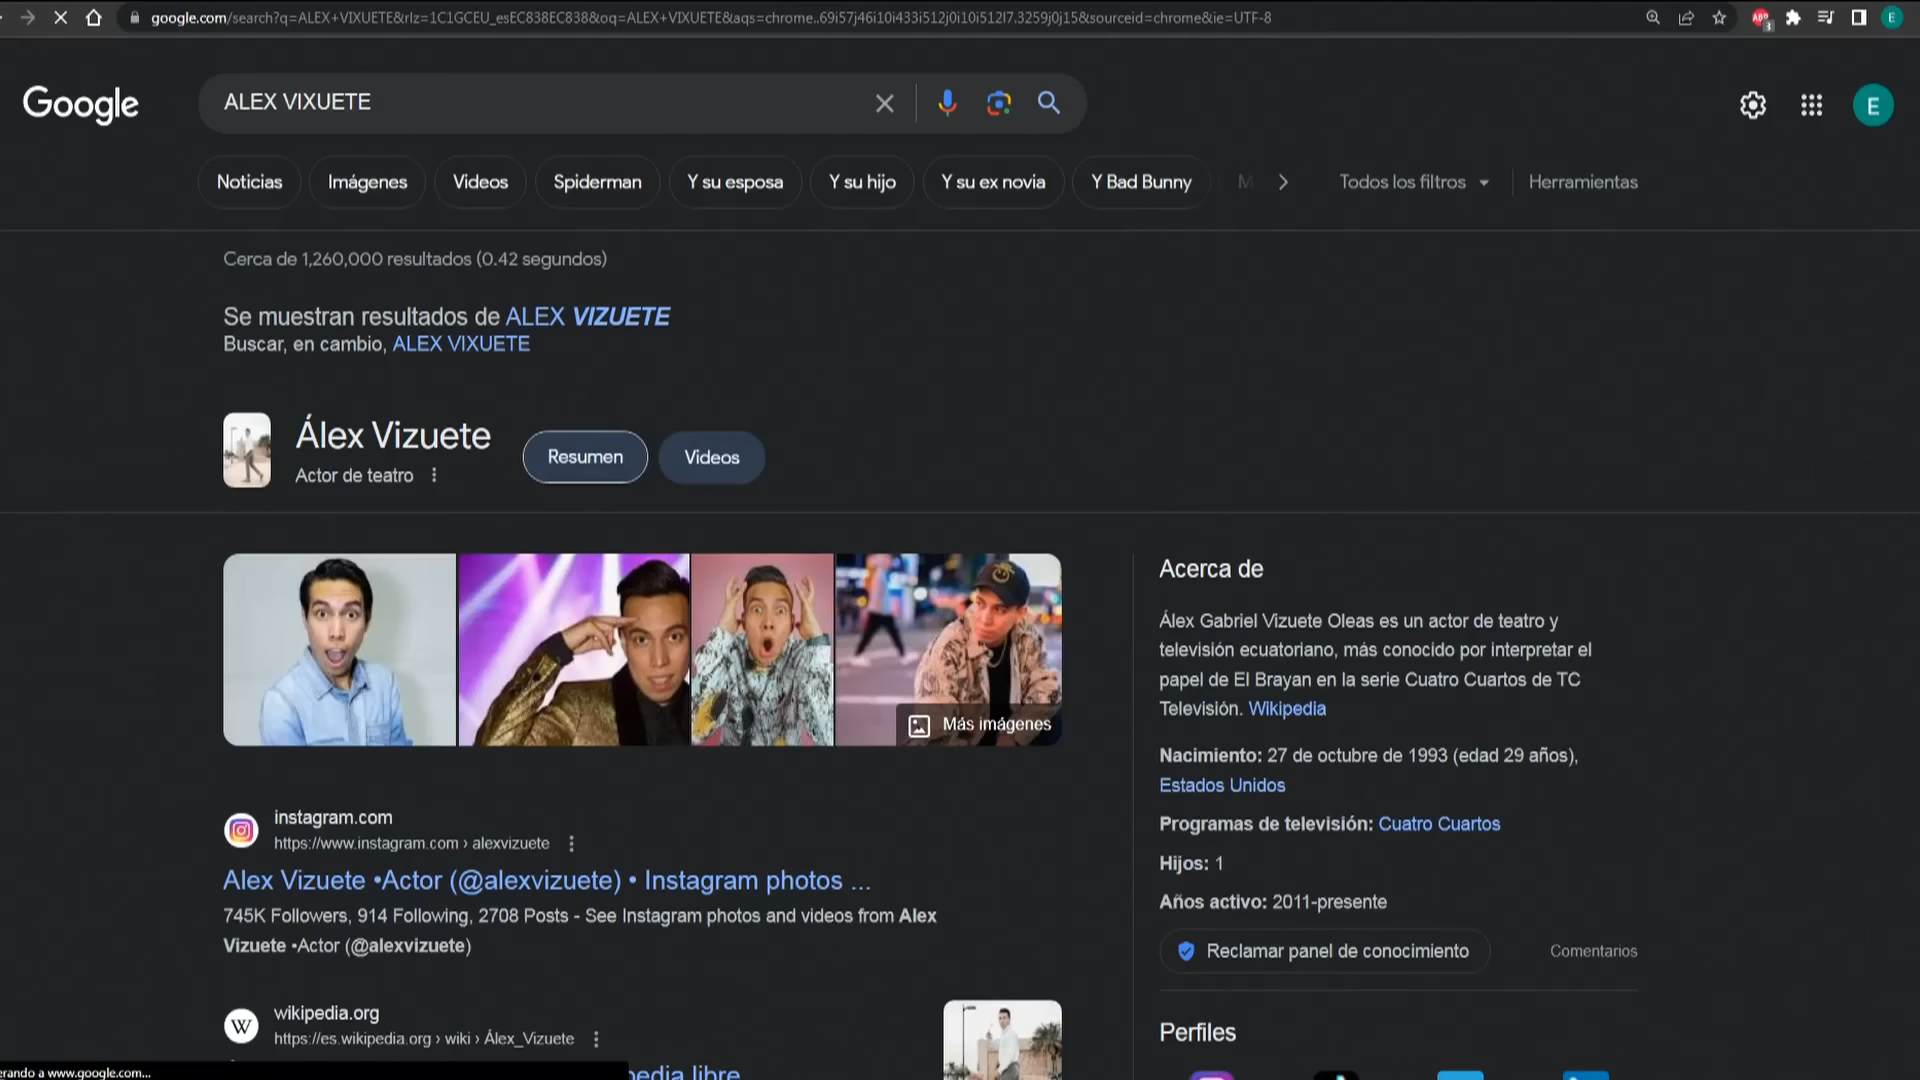 google.com/search?q=ALEX+VIXUETE&rlz=1C1GCEU_esEC838EC838&oq=ALEX+VIXUETE&aqs=chrome..69i57j46i10i433i512j0i10i512l7.3259j0j15&sourceid=chrome&ie=UTF-8
ABP
3
E
Google
ALEX VIXUETE
E
Noticias
Imágenes
Videos
Spiderman
Y su esposa
Y su hijo
Y su ex novia
Y Bad Bunny
M
Todos los filtros
Herramientas
Cerca de 1,260,000 resultados (0.42 segundos)
Se muestran resultados de ALEX VIZUETE
Buscar, en cambio, ALEX VIXUETE
Álex Vizuete
Actor de teatro
Resumen
Videos
Más imágenes
instagram.com
https://www.instagram.com › alexvizuete
Alex Vizuete •Actor (@alexvizuete) • Instagram photos ...
745K Followers, 914 Following, 2708 Posts - See Instagram photos and videos from Alex
Vizuete •Actor (@alexvizuete)
W
wikipedia.org
https://es.wikipedia.org › wiki › Álex_Vizuete
pedia libre
erando a www.google.com...
Acerca de
Álex Gabriel Vizuete Oleas es un actor de teatro y
televisión ecuatoriano, más conocido por interpretar el
papel de El Brayan en la serie Cuatro Cuartos de TC
Televisión. Wikipedia
Nacimiento: 27 de octubre de 1993 (edad 29 años),
Estados Unidos
Programas de televisión: Cuatro Cuartos
Hijos: 1
Años activo: 2011-presente
Reclamar panel de conocimiento
Comentarios
Perfiles